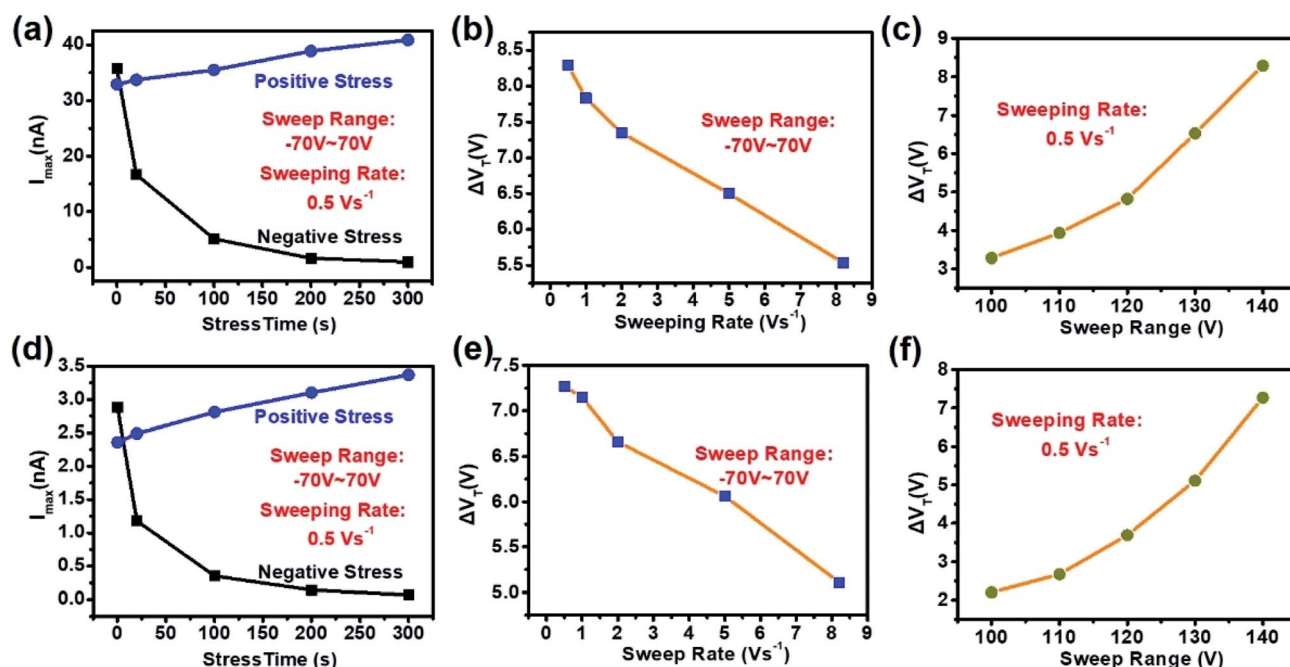 (a)
I_max(nA)
40
30
20
10
0
Positive Stress
Sweep Range:
-70V~70V
Sweeping Rate:
0.5 Vs⁻¹
Negative Stress
0 50 100 150 200 250 300
StressTime (s)
(b)
ΔV_T(V)
8.5
8.0
7.5
7.0
6.5
6.0
5.5
Sweep Range:
-70V~70V
0 1 2 3 4 5 6 7 8 9
Sweeping Rate (Vs⁻¹)
(c)
ΔV_T(V)
9
8
7
6
5
4
3
Sweeping Rate:
0.5 Vs⁻¹
100 110 120 130 140
Sweep Range (V)
(d)
I_max(nA)
3.5
3.0
2.5
2.0
1.5
1.0
0.5
0.0
Positive Stress
Sweep Range:
-70V~70V
Sweeping Rate:
0.5 Vs⁻¹
Negative Stress
0 50 100 150 200 250 300
StressTime (s)
(e)
ΔV_T(V)
7.5
7.0
6.5
6.0
5.5
5.0
Sweep Range:
-70V~70V
0 1 2 3 4 5 6 7 8 9
Sweep Rate (Vs⁻¹)
(f)
ΔV_T(V)
8
7
6
5
4
3
2
Sweeping Rate:
0.5 Vs⁻¹
100 110 120 130 140
Sweep Range (V)